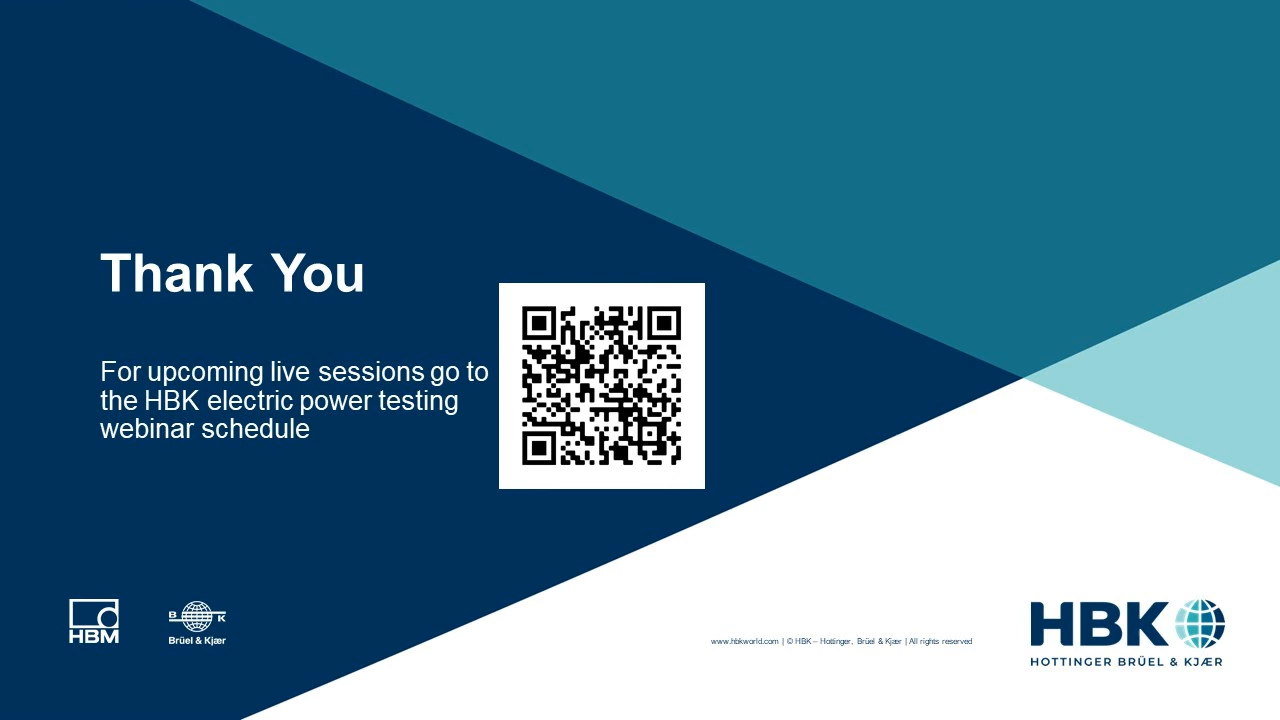 Thank You
For upcoming live sessions go to
the HBK electric power testing
webinar schedule
HBM
B K
Brüel & Kjær
www.hbkworld.com | © HBK – Hottinger, Brüel & Kjær | All rights reserved
HBK
HOTTINGER BRÜEL & KJÆR